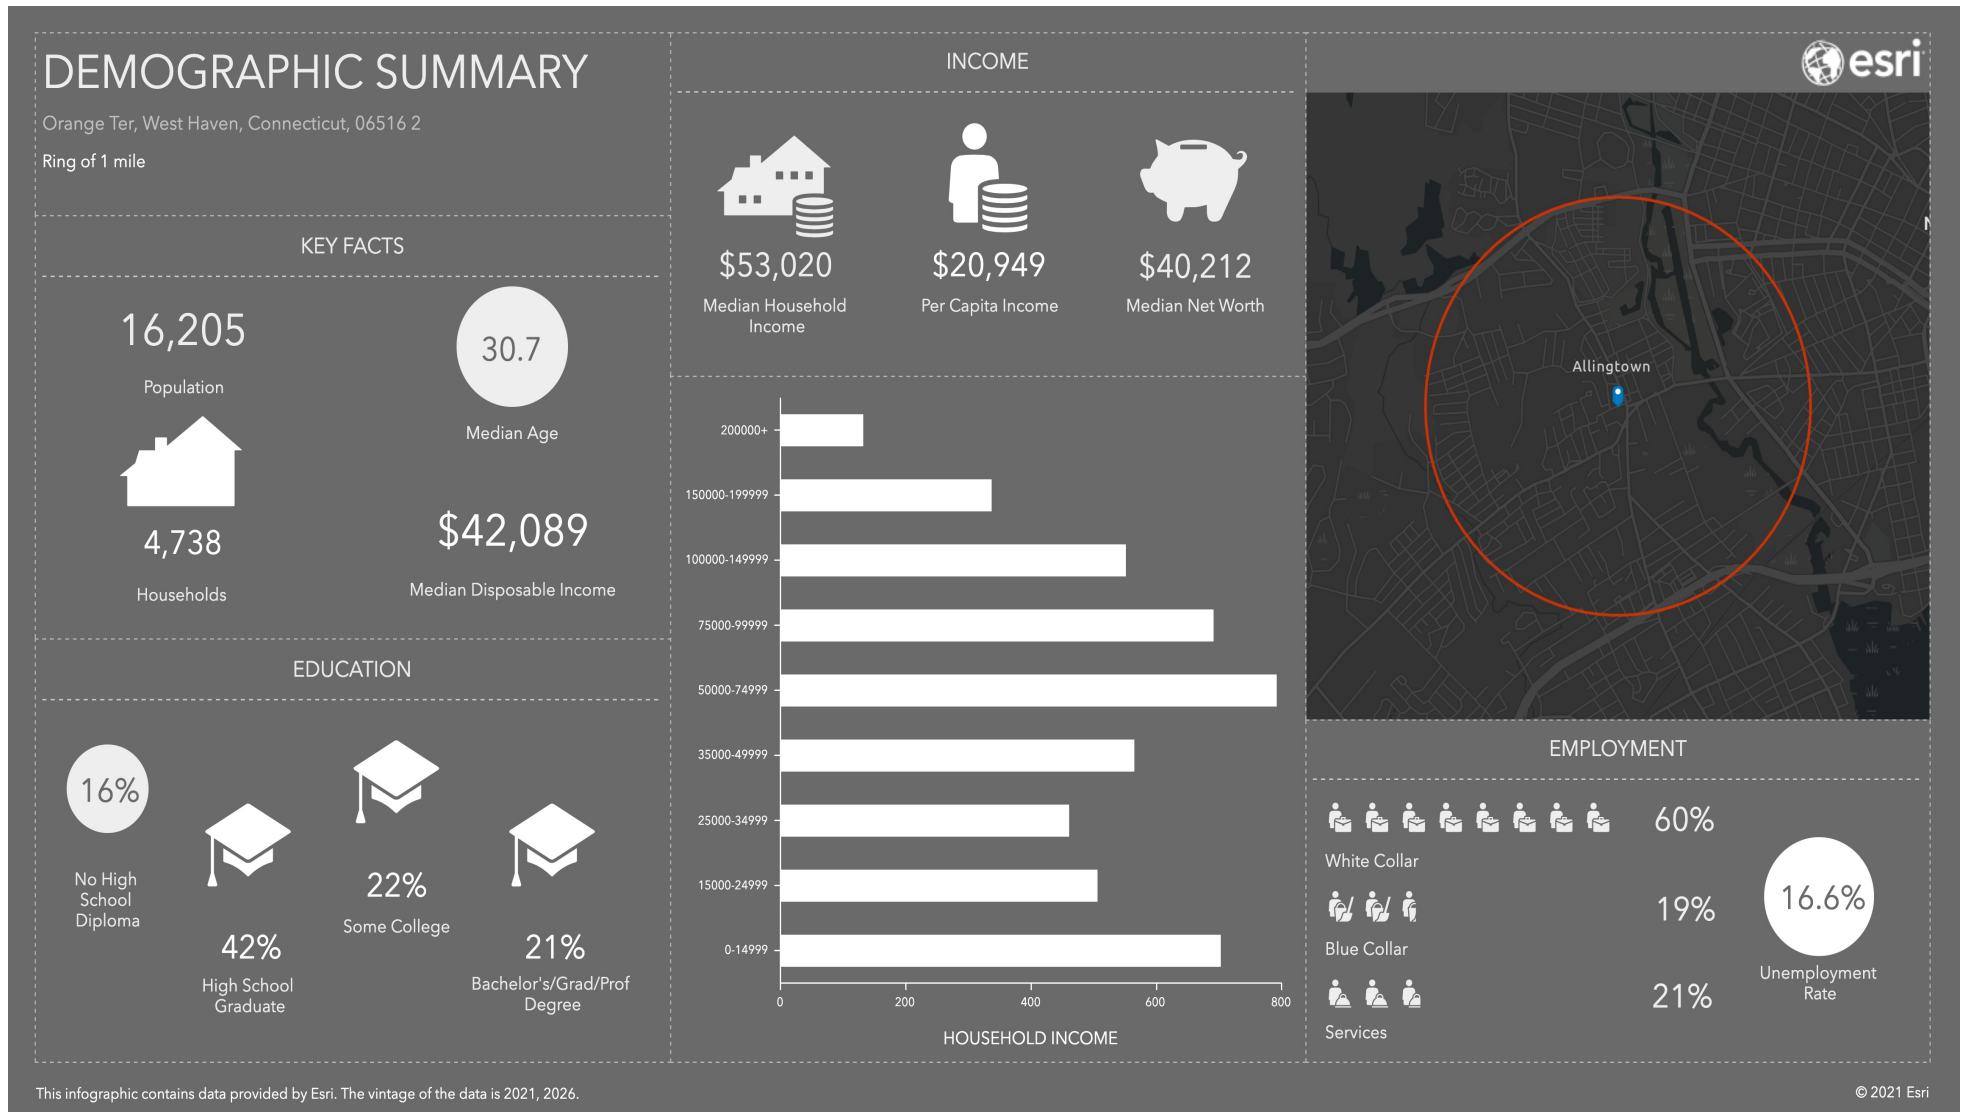 DEMOGRAPHIC SUMMARY
Orange Ter, West Haven, Connecticut, 06516 2
Ring of 1 mile
KEY FACTS
16,205
Population
30.7
Median Age
4,738
Households
$42,089
Median Disposable Income
EDUCATION
16%
No High
School
Diploma
42%
High School
Graduate
22%
Some College
21%
Bachelor's/Grad/Prof
Degree
INCOME
$53,020
Median Household
Income
$20,949
Per Capita Income
$40,212
Median Net Worth
200000+
150000-199999
100000-149999
75000-99999
50000-74999
35000-49999
25000-34999
15000-24999
0-14999
0 200 400 600 800
HOUSEHOLD INCOME
esri
Allingtown
EMPLOYMENT
60%
White Collar
19%
Blue Collar
21%
Services
16.6%
Unemployment
Rate
This infographic contains data provided by Esri. The vintage of the data is 2021, 2026.
© 2021 Esri